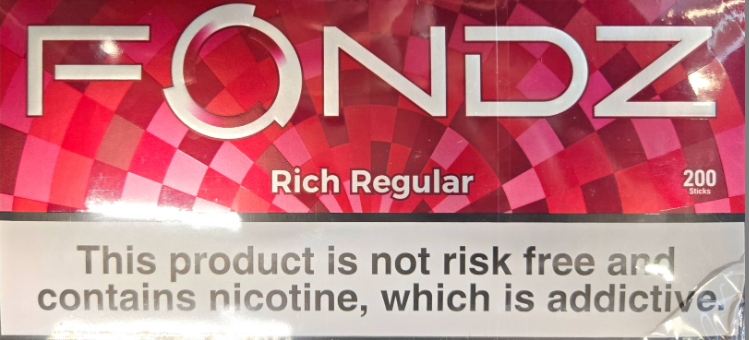 FONDZ
Rich Regular
200
Sticks
This product is not risk free and
contains nicotine, which is addictive.